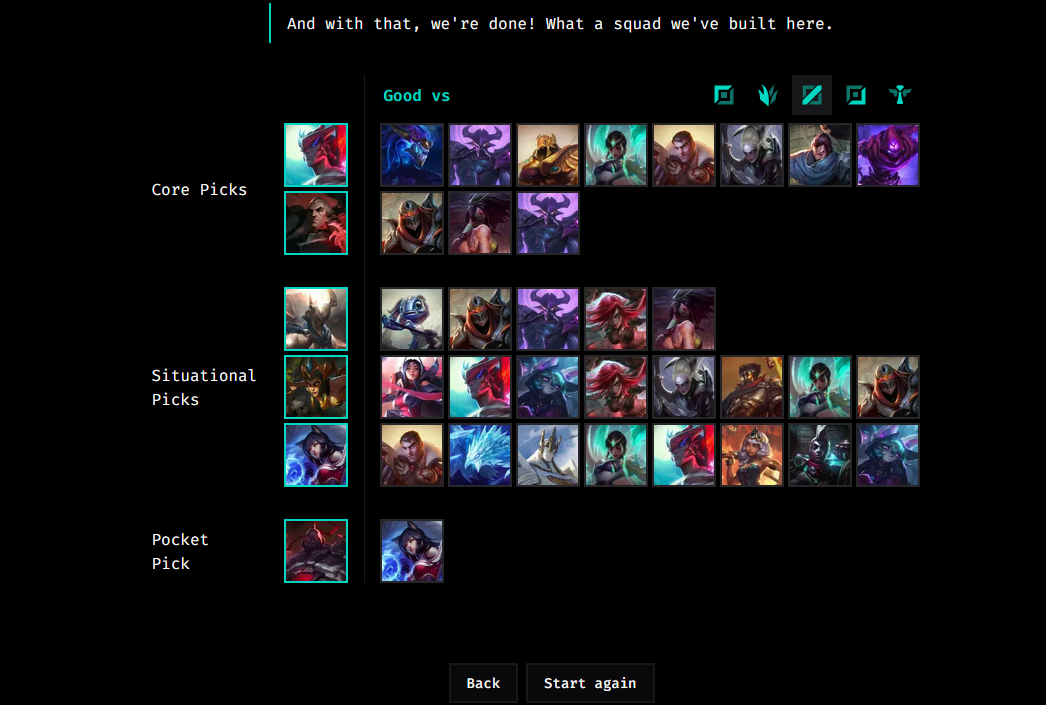 And with that, we're done! What a squad we've built here.
Good vs
Core Picks
Situational
Picks
Pocket
Pick
Back
Start again